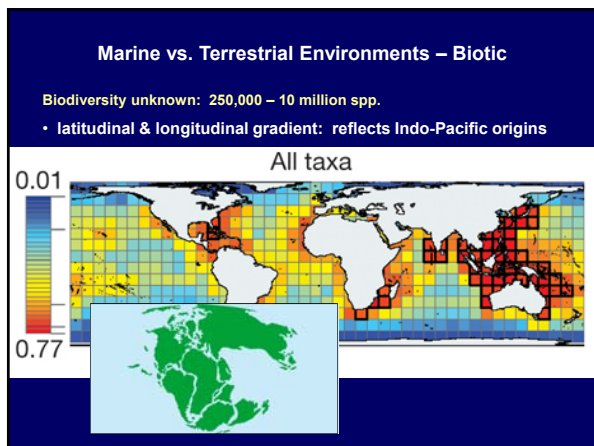 Marine vs. Terrestrial Environments – Biotic
Biodiversity unknown: 250,000 – 10 million spp.
• latitudinal & longitudinal gradient: reflects Indo-Pacific origins
All taxa
0.01
0.77